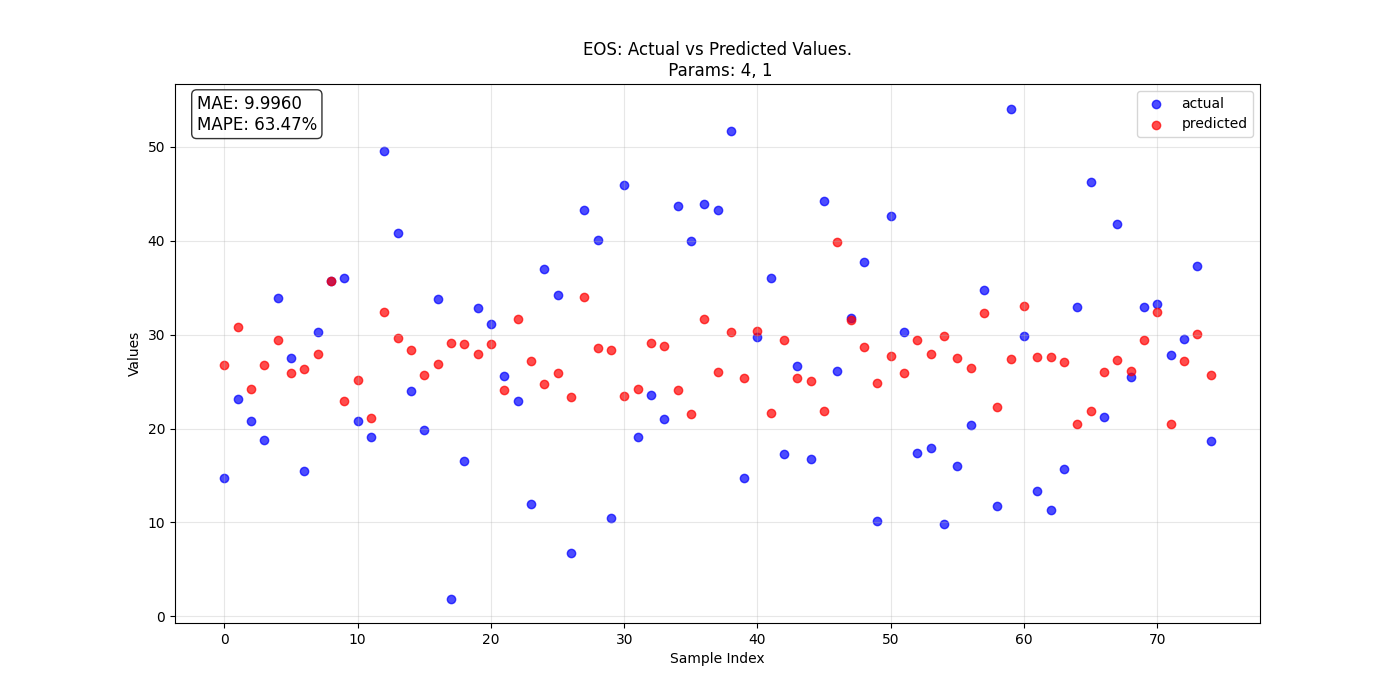 EOS: Actual vs Predicted Values.
Params: 4, 1
MAE: 9.9960
MAPE: 63.47%
actual
predicted
Values
50
40
30
20
10
0
0 10 20 30 40 50 60 70
Sample Index